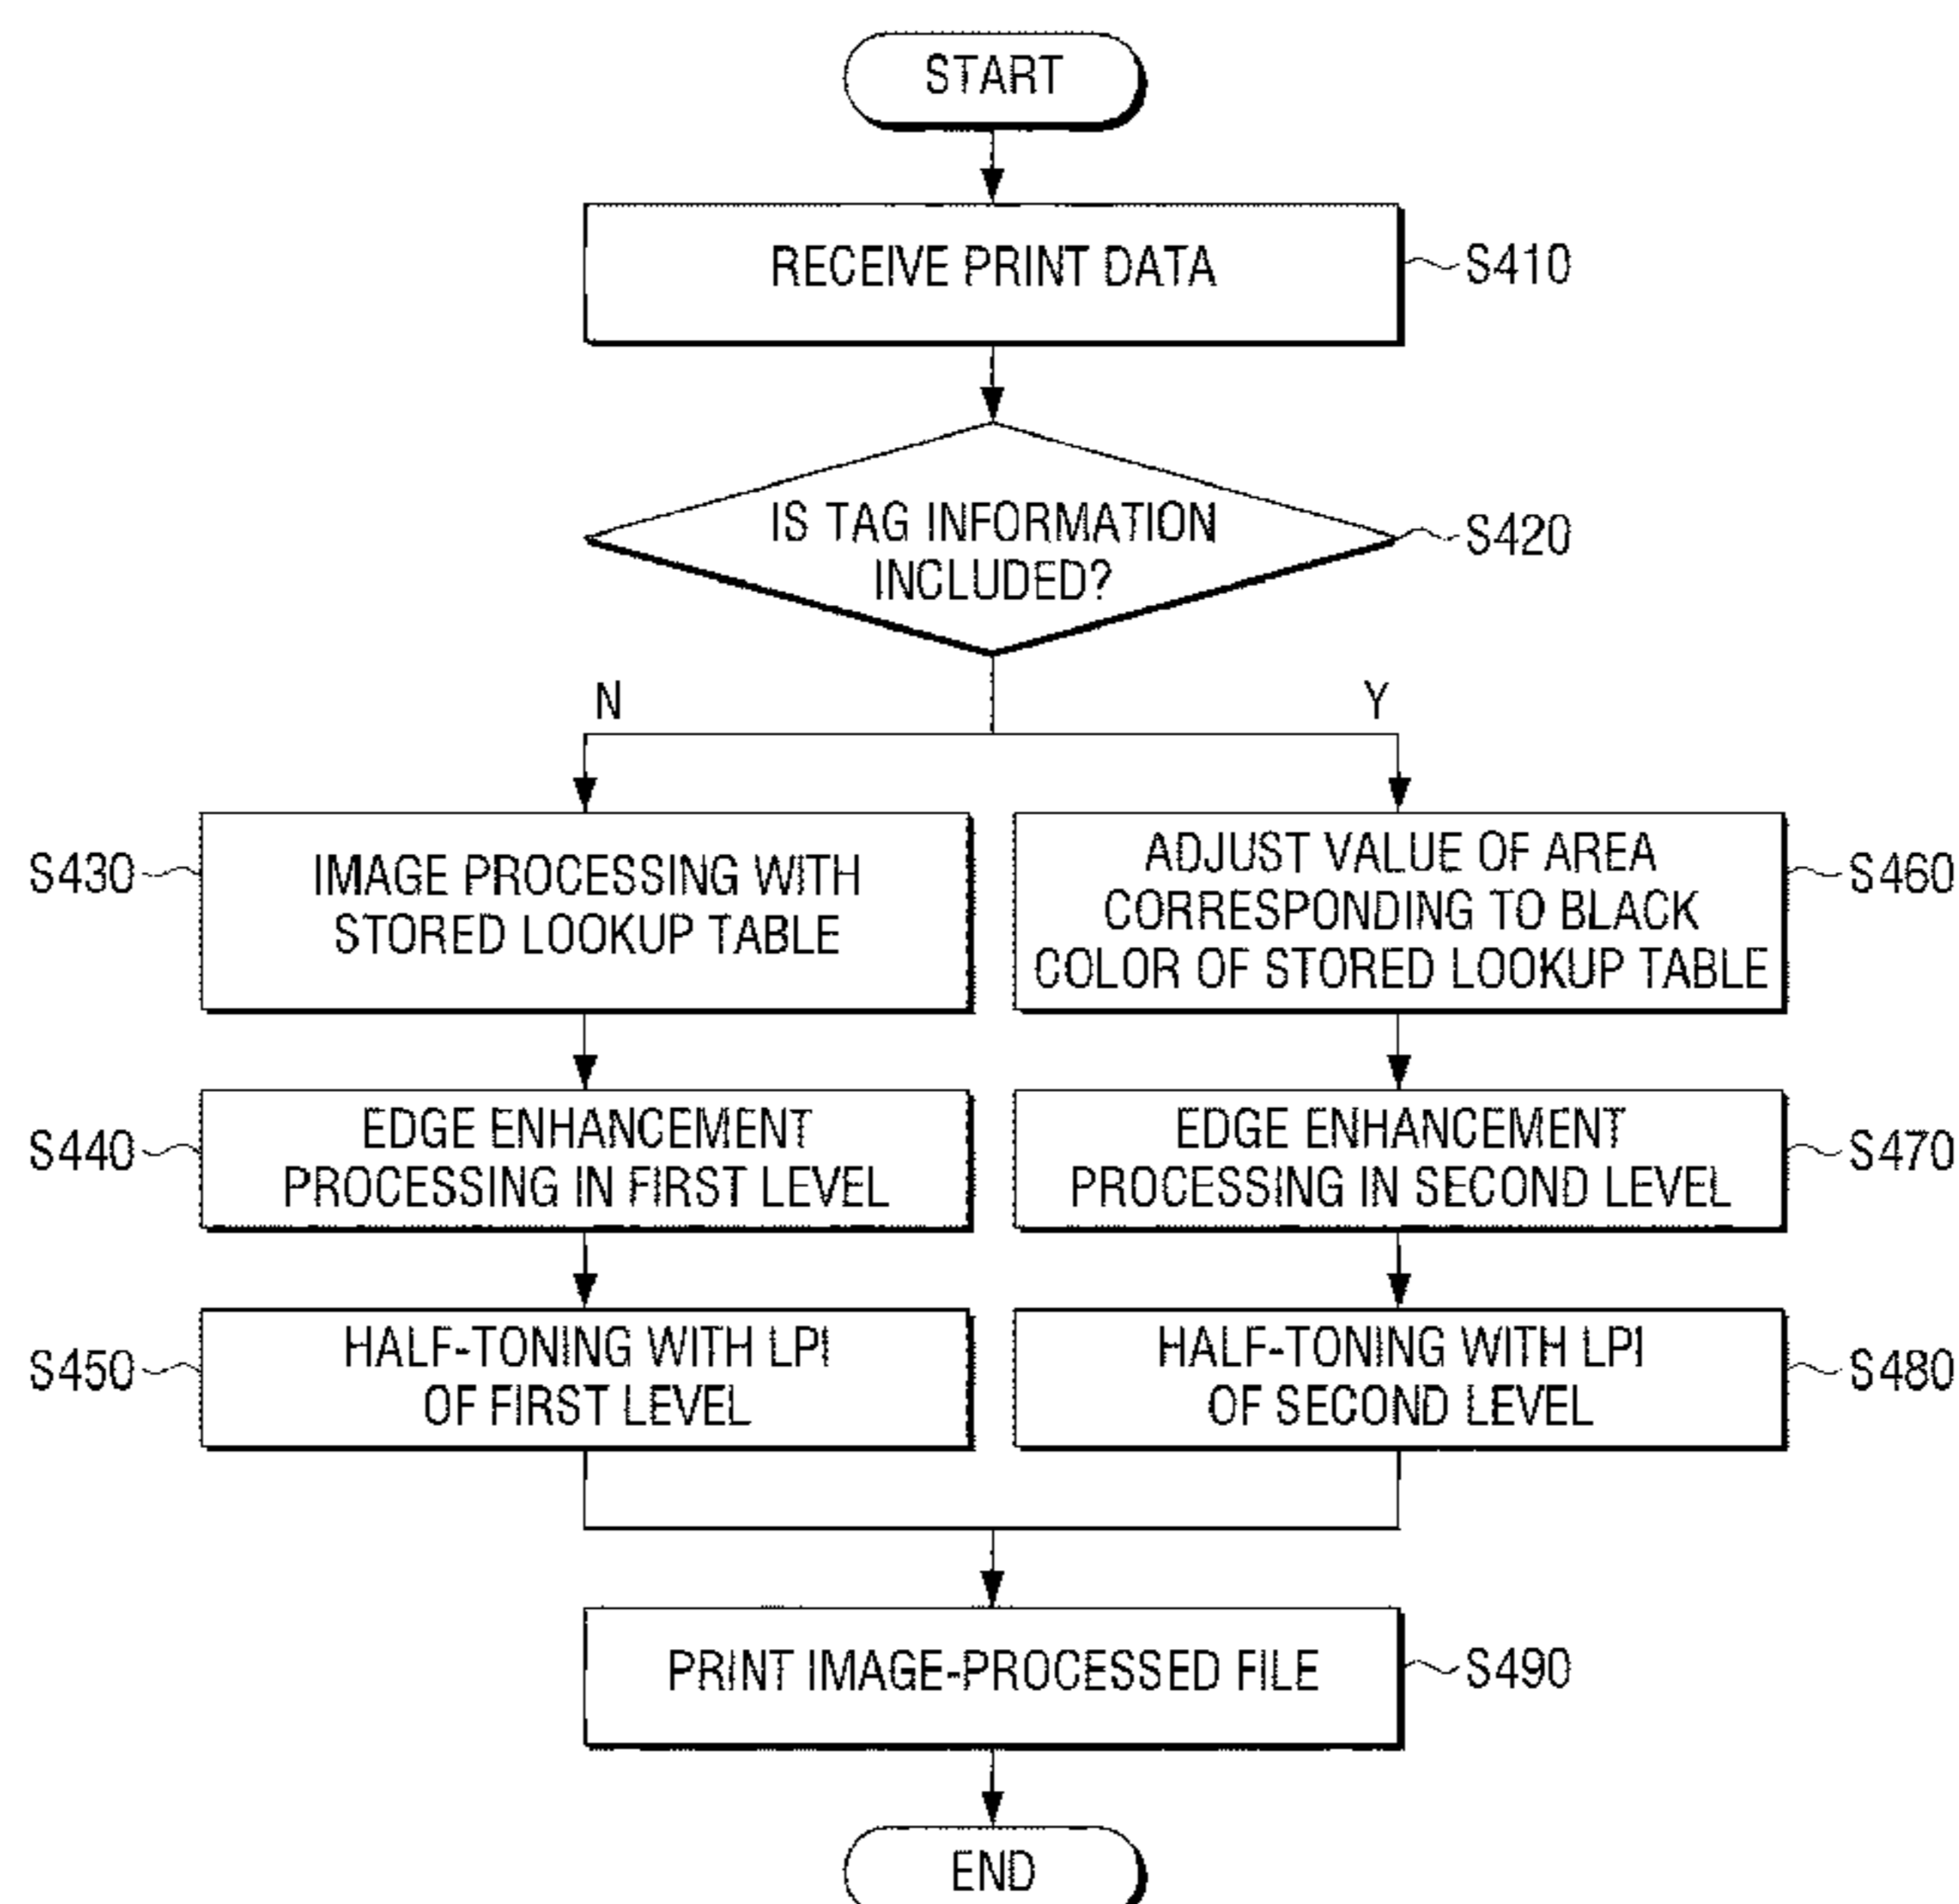 START
RECEIVE PRINT DATA
S410
IS TAG INFORMATION
INCLUDED?
S420
N
Y
S430
IMAGE PROCESSING WITH
STORED LOOKUP TABLE
ADJUST VALUE OF AREA
CORRESPONDING TO BLACK
COLOR OF STORED LOOKUP TABLE
S460
S440
EDGE ENHANCEMENT
PROCESSING IN FIRST LEVEL
EDGE ENHANCEMENT
PROCESSING IN SECOND LEVEL
S470
S450
HALF-TONING WITH LPI
OF FIRST LEVEL
HALF-TONING WITH LPI
OF SECOND LEVEL
S480
PRINT IMAGE-PROCESSED FILE
S490
END